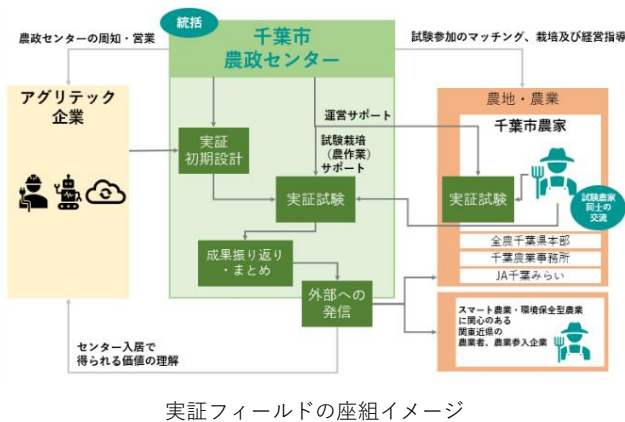 統括
農政センターの周知・営業
千葉市
農政センター
試験参加のマッチング、栽培及び経営指導
アグリテック
企業
農地・農業
千葉市農家
運営サポート
実証
初期設計
試験栽培
（農作業）
サポート
実証試験
実証試験
試験農家
同士の
交流
成果振り返り
・まとめ
全農千葉県本部
千葉農業事務所
JA千葉みらい
外部への
発信
スマート農業・環境保全型農業
に関心のある
関東近県の
農業者、農業参入企業
センター入居で
得られる価値の理解
実証フィールドの座組イメージ